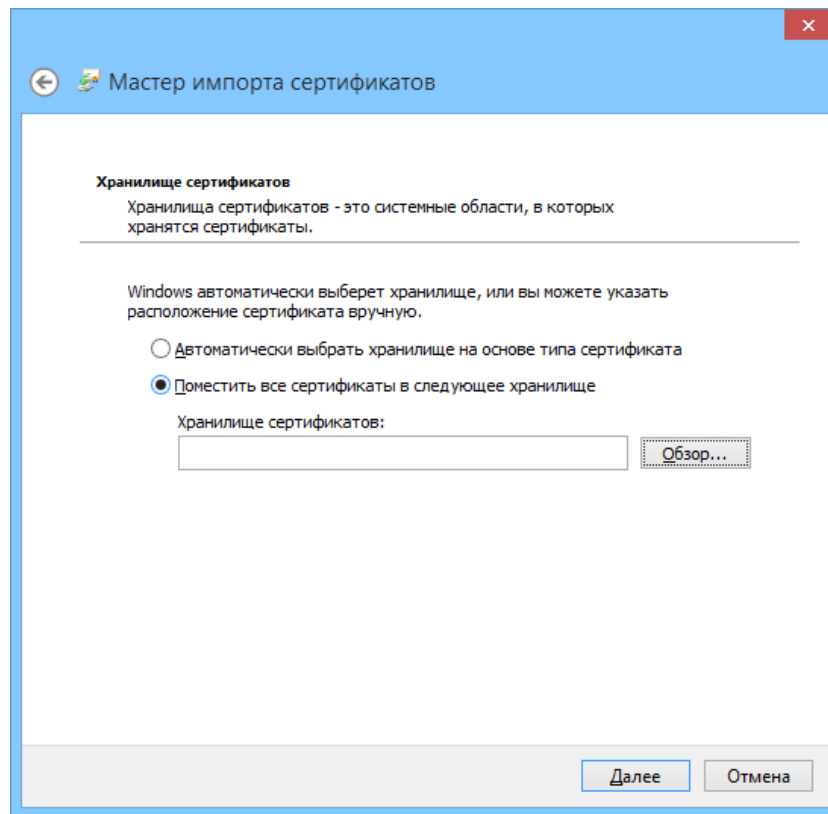 Мастер импорта сертификатов
Хранилище сертификатов
Хранилища сертификатов - это системные области, в которых
хранятся сертификаты.
Windows автоматически выберет хранилище, или вы можете указать
расположение сертификата вручную.
Автоматически выбрать хранилище на основе типа сертификата
Поместить все сертификаты в следующее хранилище
Хранилище сертификатов:
Обзор...
Далее
Отмена